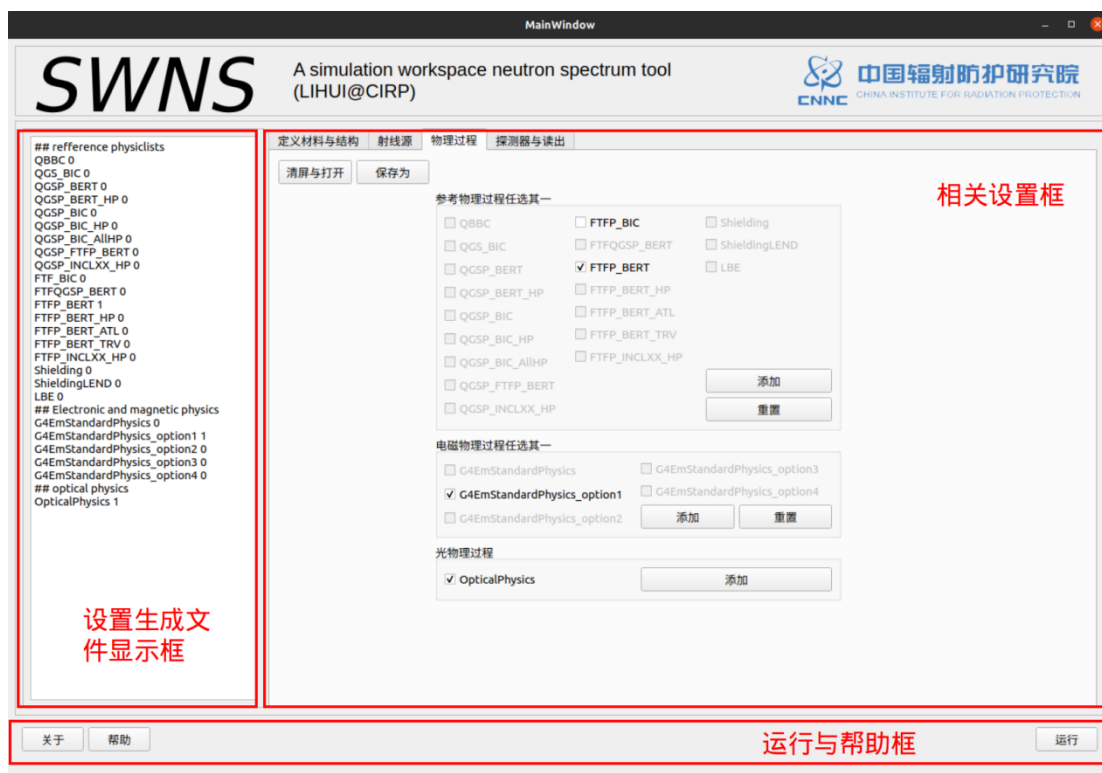 MainWindow
SWNS
A simulation workspace neutron spectrum tool
(LIHUI@CIRP)
CNNC
中国辐射防护研究院
CHINA INSTITUTE FOR RADIATION PROTECTION
## refference physiclists
QBBC 0
QGS_BIC 0
QGSP_BERT 0
QGSP_BERT_HP 0
QGSP_BIC 0
QGSP_BIC_HP 0
QGSP_BIC_AllHP 0
QGSP_FTFP_BERT 0
QGSP_INCLXX_HP 0
FTF_BIC 0
FTFQGSP_BERT 0
FTFP_BERT 1
FTFP_BERT_HP 0
FTFP_BERT_ATL 0
FTFP_BERT_TRV 0
FTFP_INCLXX_HP 0
Shielding 0
ShieldingLEND 0
LBE 0
## Electronic and magnetic physics
G4EmStandardPhysics 0
G4EmStandardPhysics_option1 1
G4EmStandardPhysics_option2 0
G4EmStandardPhysics_option3 0
G4EmStandardPhysics_option4 0
## optical physics
OpticalPhysics 1
设置生成文
件显示框
定义材料与结构 射线源 物理过程 探测器与读出
清屏与打开 保存为
相关设置框
参考物理过程任选其一
QBBC FTFP_BIC Shielding
QGS_BIC FTFQGSP_BERT ShieldingLEND
QGSP_BERT FTFP_BERT LBE
QGSP_BERT_HP FTFP_BERT_HP
QGSP_BIC FTFP_BERT_ATL
QGSP_BIC_HP FTFP_BERT_TRV
QGSP_BIC_AllHP FTFP_INCLXX_HP
QGSP_FTFP_BERT 添加
QGSP_INCLXX_HP 重置
电磁物理过程任选其一
G4EmStandardPhysics G4EmStandardPhysics_option3
G4EmStandardPhysics_option1 G4EmStandardPhysics_option4
G4EmStandardPhysics_option2 添加 重置
光物理过程
OpticalPhysics 添加
关于 帮助 运行与帮助框 运行